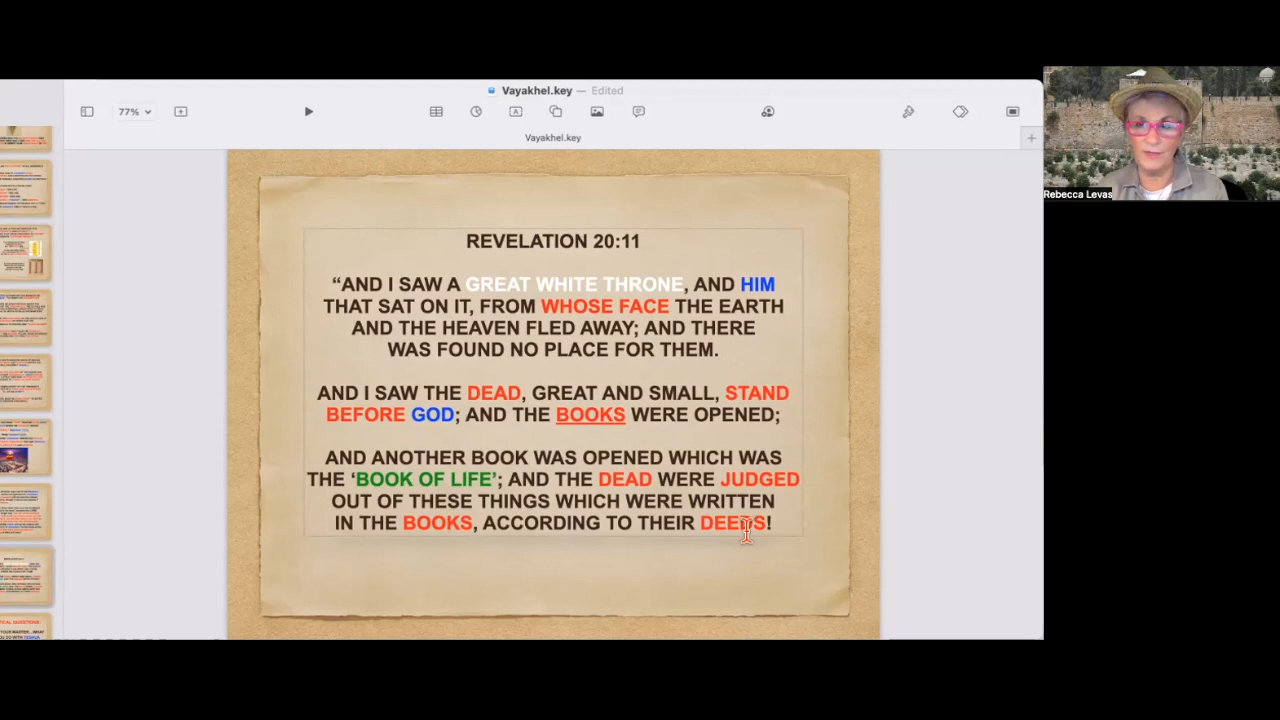 Vayakhel.key — Edited
77%
Vayakhel.key
REVELATION 20:11
“AND I SAW A GREAT WHITE THRONE, AND HIM
THAT SAT ON IT, FROM WHOSE FACE THE EARTH
AND THE HEAVEN FLED AWAY; AND THERE
WAS FOUND NO PLACE FOR THEM.
AND I SAW THE DEAD, GREAT AND SMALL, STAND
BEFORE GOD; AND THE BOOKS WERE OPENED;
AND ANOTHER BOOK WAS OPENED WHICH WAS
THE ‘BOOK OF LIFE’; AND THE DEAD WERE JUDGED
OUT OF THESE THINGS WHICH WERE WRITTEN
IN THE BOOKS, ACCORDING TO THEIR DEEDS!
Rebecca Levas